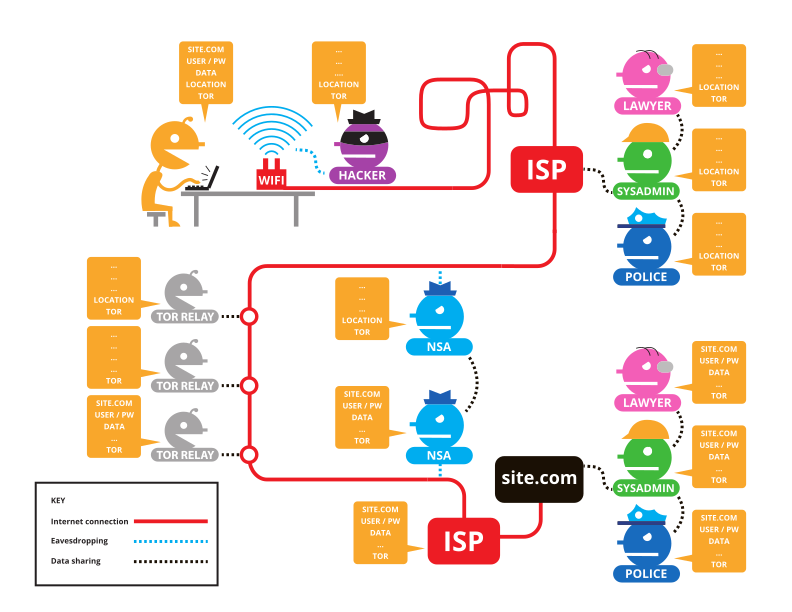 SITE.COM
USER / PW
DATA
LOCATION
TOR
...
...
....
LOCATION
TOR
WIFI
HACKER
ISP
LAWYER
...
...
...
LOCATION
TOR
SYSADMIN
...
...
...
LOCATION
TOR
POLICE
...
...
...
LOCATION
TOR
...
...
...
LOCATION
TOR
TOR RELAY
...
...
...
...
TOR
TOR RELAY
SITE.COM
USER / PW
DATA
...
TOR
TOR RELAY
...
...
...
LOCATION
TOR
NSA
SITE.COM
USER / PW
DATA
...
TOR
NSA
LAWYER
SITE.COM
USER / PW
DATA
...
TOR
SYSADMIN
SITE.COM
USER / PW
DATA
...
TOR
POLICE
SITE.COM
USER / PW
DATA
...
TOR
site.com
SITE.COM
USER / PW
DATA
...
TOR
ISP
KEY
Internet connection
Eavesdropping
Data sharing